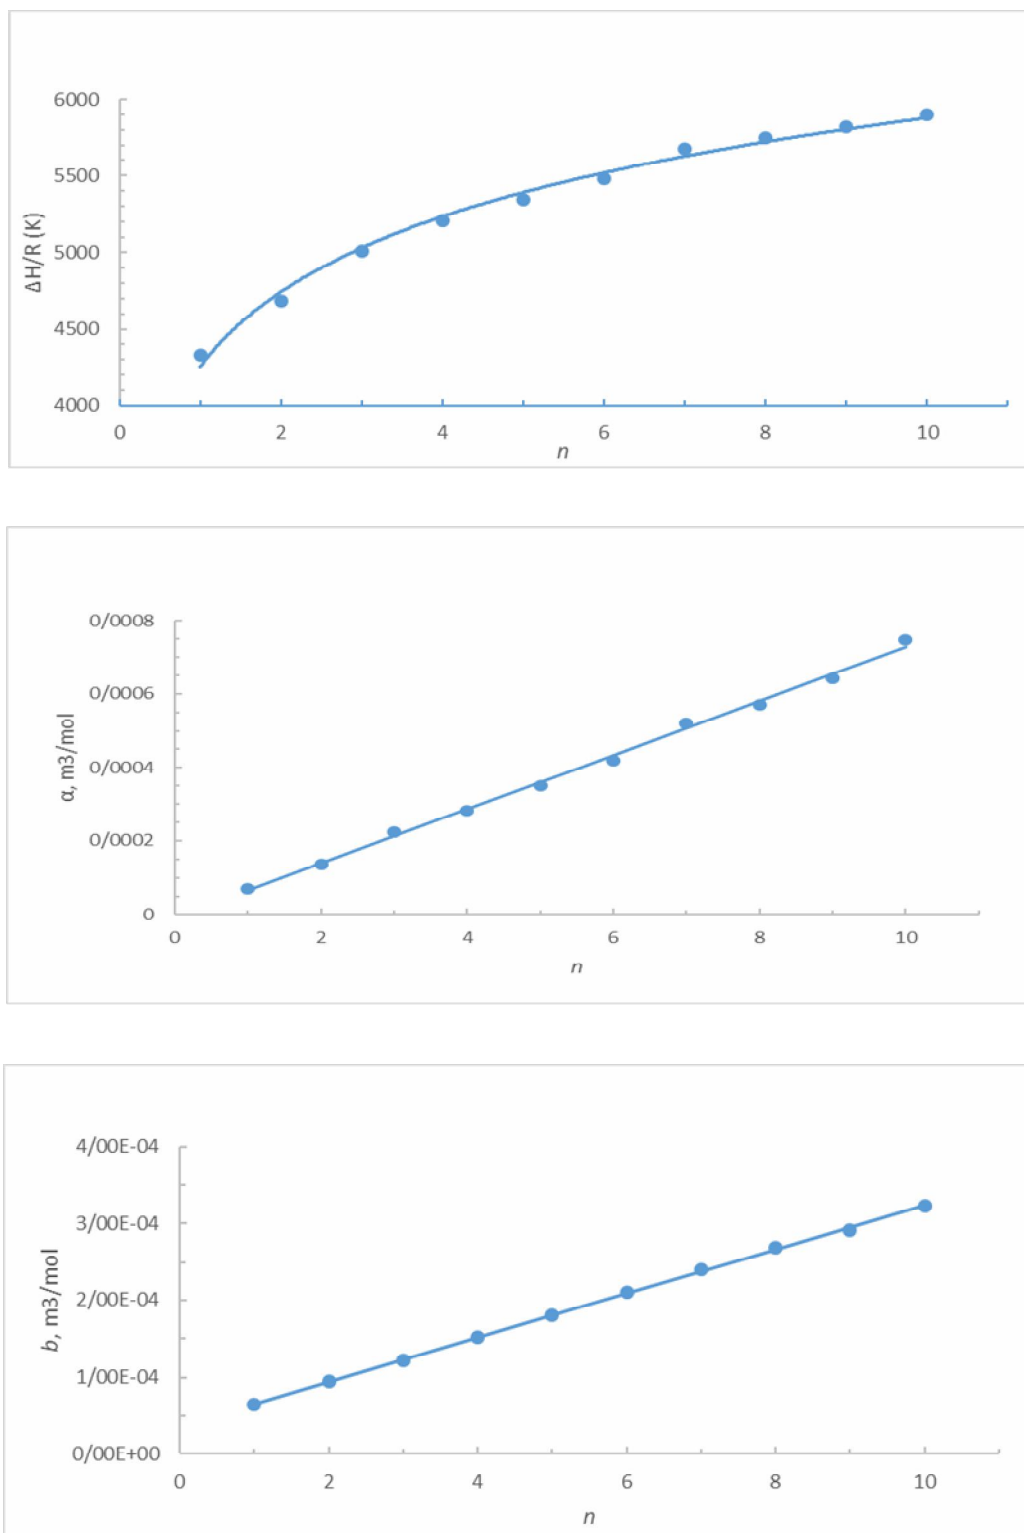 6000
5500
5000
4500
4000
ΔH/R (K)
0 2 4 6 8 10
n
0/0008
0/0006
0/0004
0/0002
0
α, m3/mol
0 2 4 6 8 10
n
4/00E-04
3/00E-04
2/00E-04
1/00E-04
0/00E+00
b, m3/mol
0 2 4 6 8 10
n